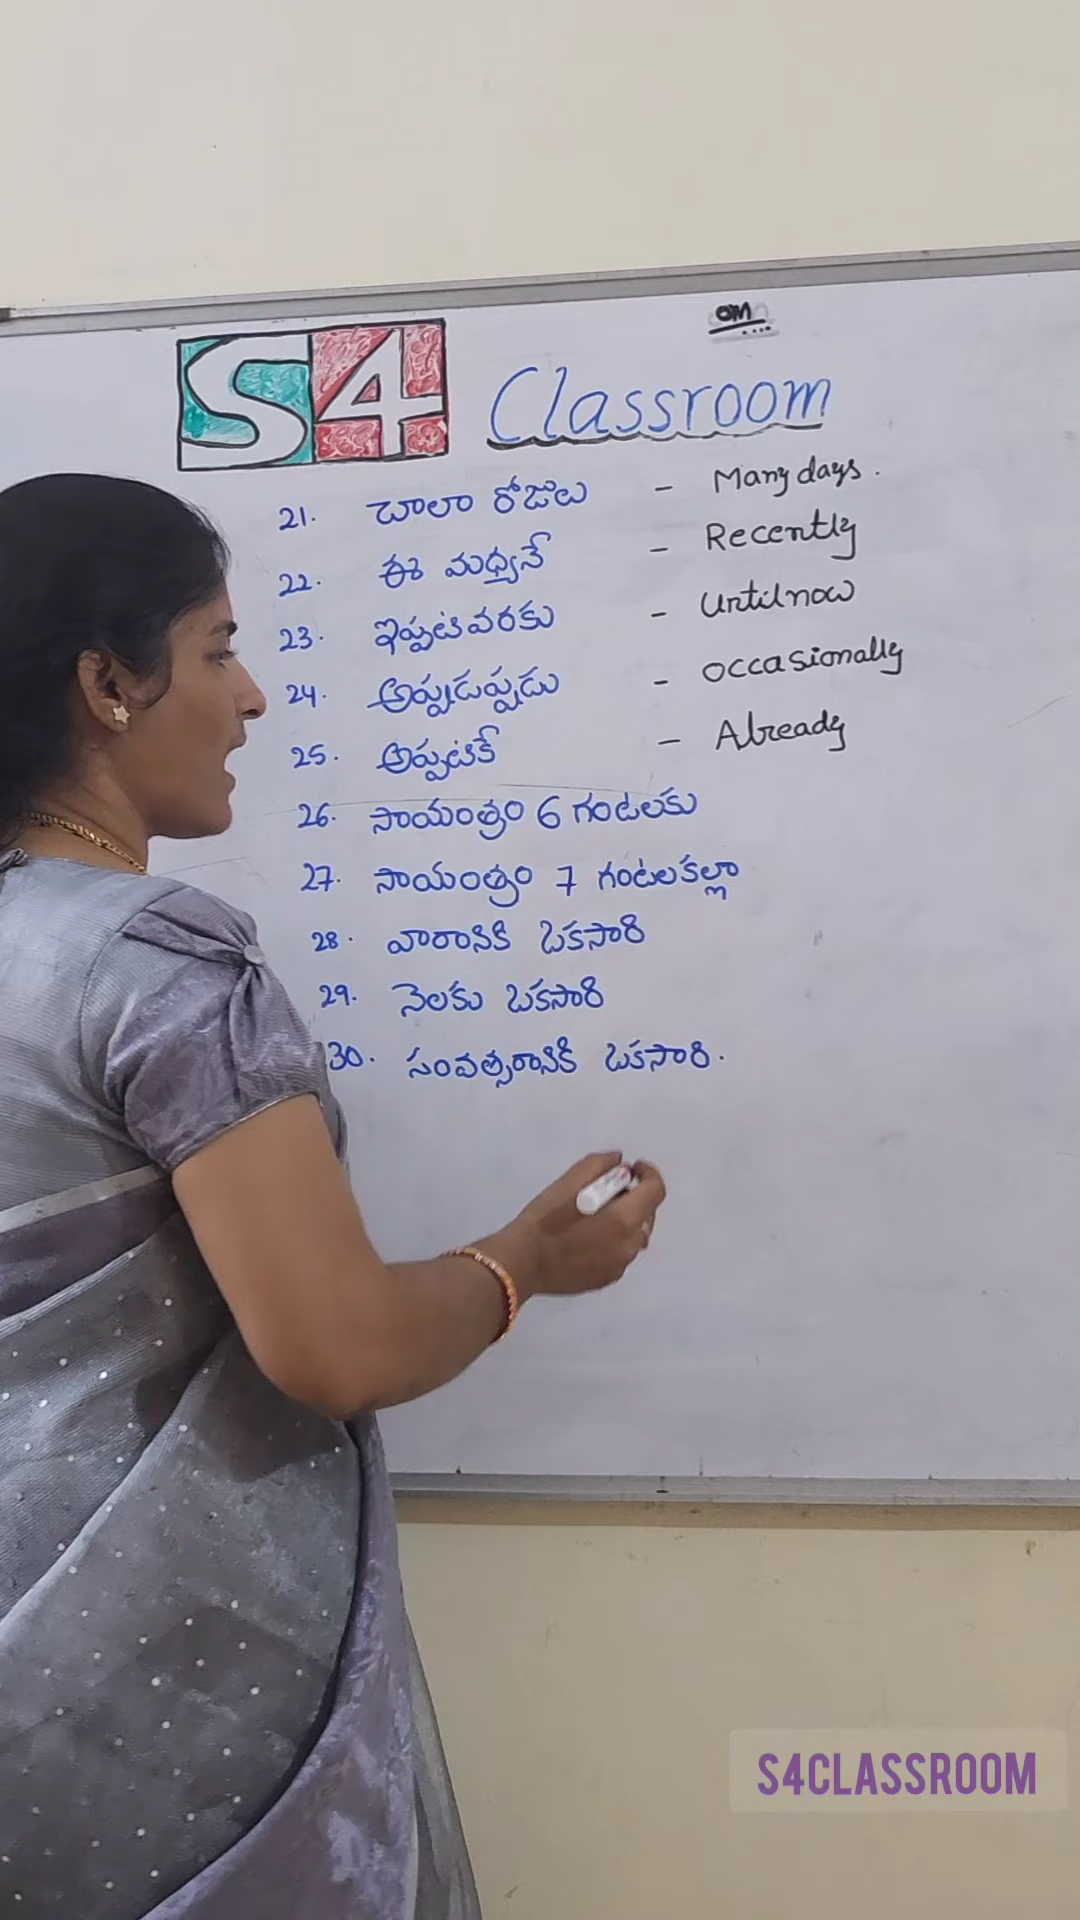 OM
S4 Classroom
21. చాలా రోజులు - Many days.
22. ఈ మధ్యనే - Recently
23. ఇప్పటివరకు - Until now
24. అప్పుడప్పుడు - occasionally
25. అప్పటికే - Already
26. సాయంత్రం 6 గంటలకు
27. సాయంత్రం 7 గంటలకల్లా
28. వారానికి ఒకసారి
29. నెలకు ఒకసారి
30. సంవత్సరానికి ఒకసారి.
S4CLASSROOM